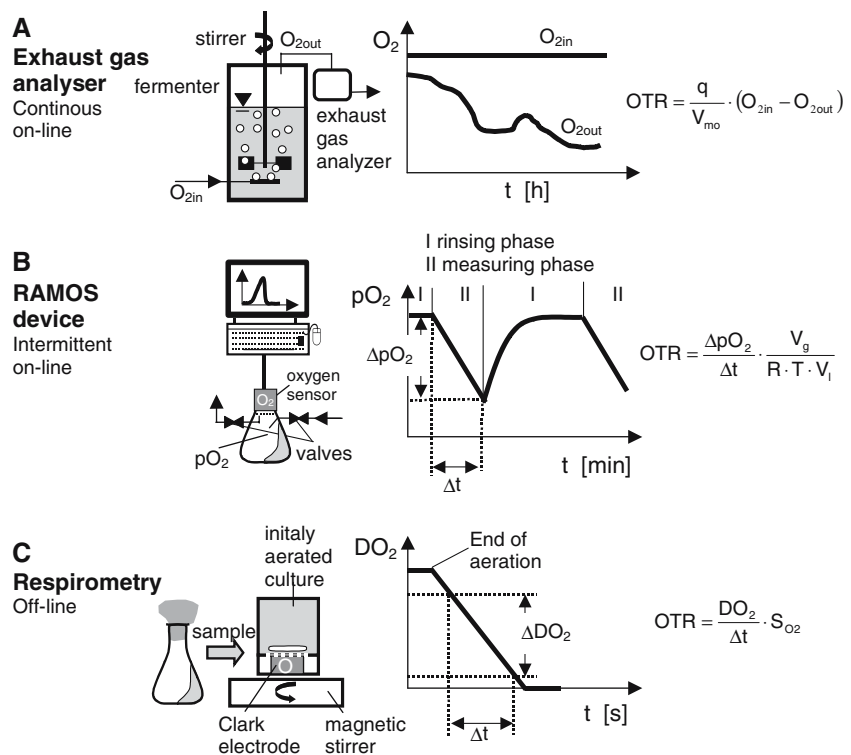 A
Exhaust gas
analyser
Continous
on-line
stirrer
O2out
fermenter
exhaust
gas
analyzer
O2in
O2
O2in
O2out
t [h]
OTR = q/Vmo · (O2in − O2out)
B
RAMOS
device
Intermittent
on-line
oxygen
sensor
O2
pO2
valves
I rinsing phase
II measuring phase
pO2
I
II
I
II
ΔpO2
t [min]
Δt
OTR = ΔpO2/Δt · Vg/(R · T · Vl)
C
Respirometry
Off-line
initaly
aerated
culture
sample
O
Clark
electrode
magnetic
stirrer
DO2
End of
aeration
ΔDO2
t [s]
Δt
OTR = DO2/Δt · SO2